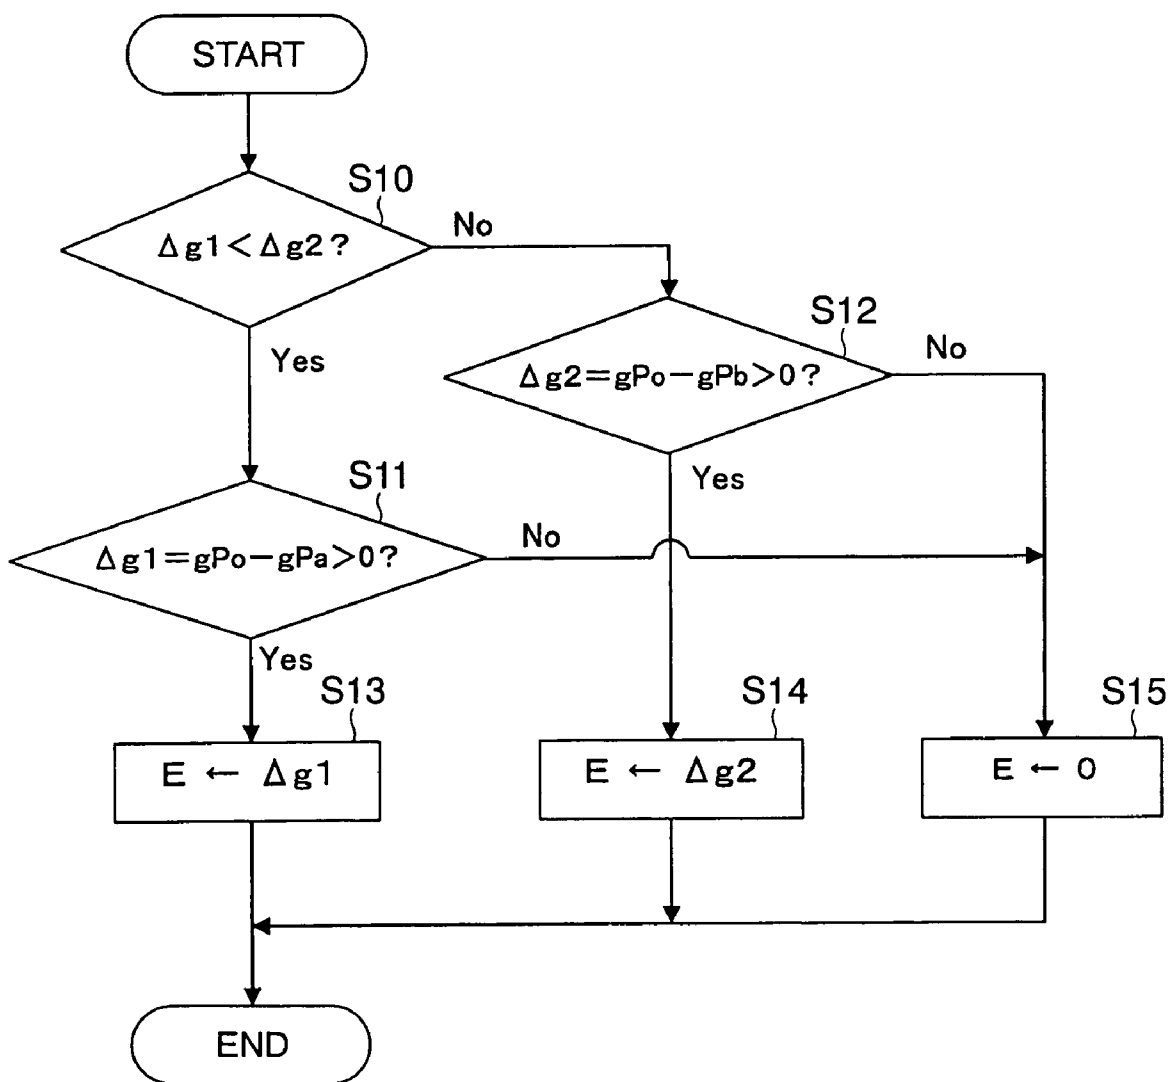 START
S10
Δg1<Δg2?
No
Yes
S12
Δg2=gPo−gPb>0?
No
Yes
S11
Δg1=gPo−gPa>0?
No
Yes
S13
E ← Δg1
S14
E ← Δg2
S15
E ← 0
END